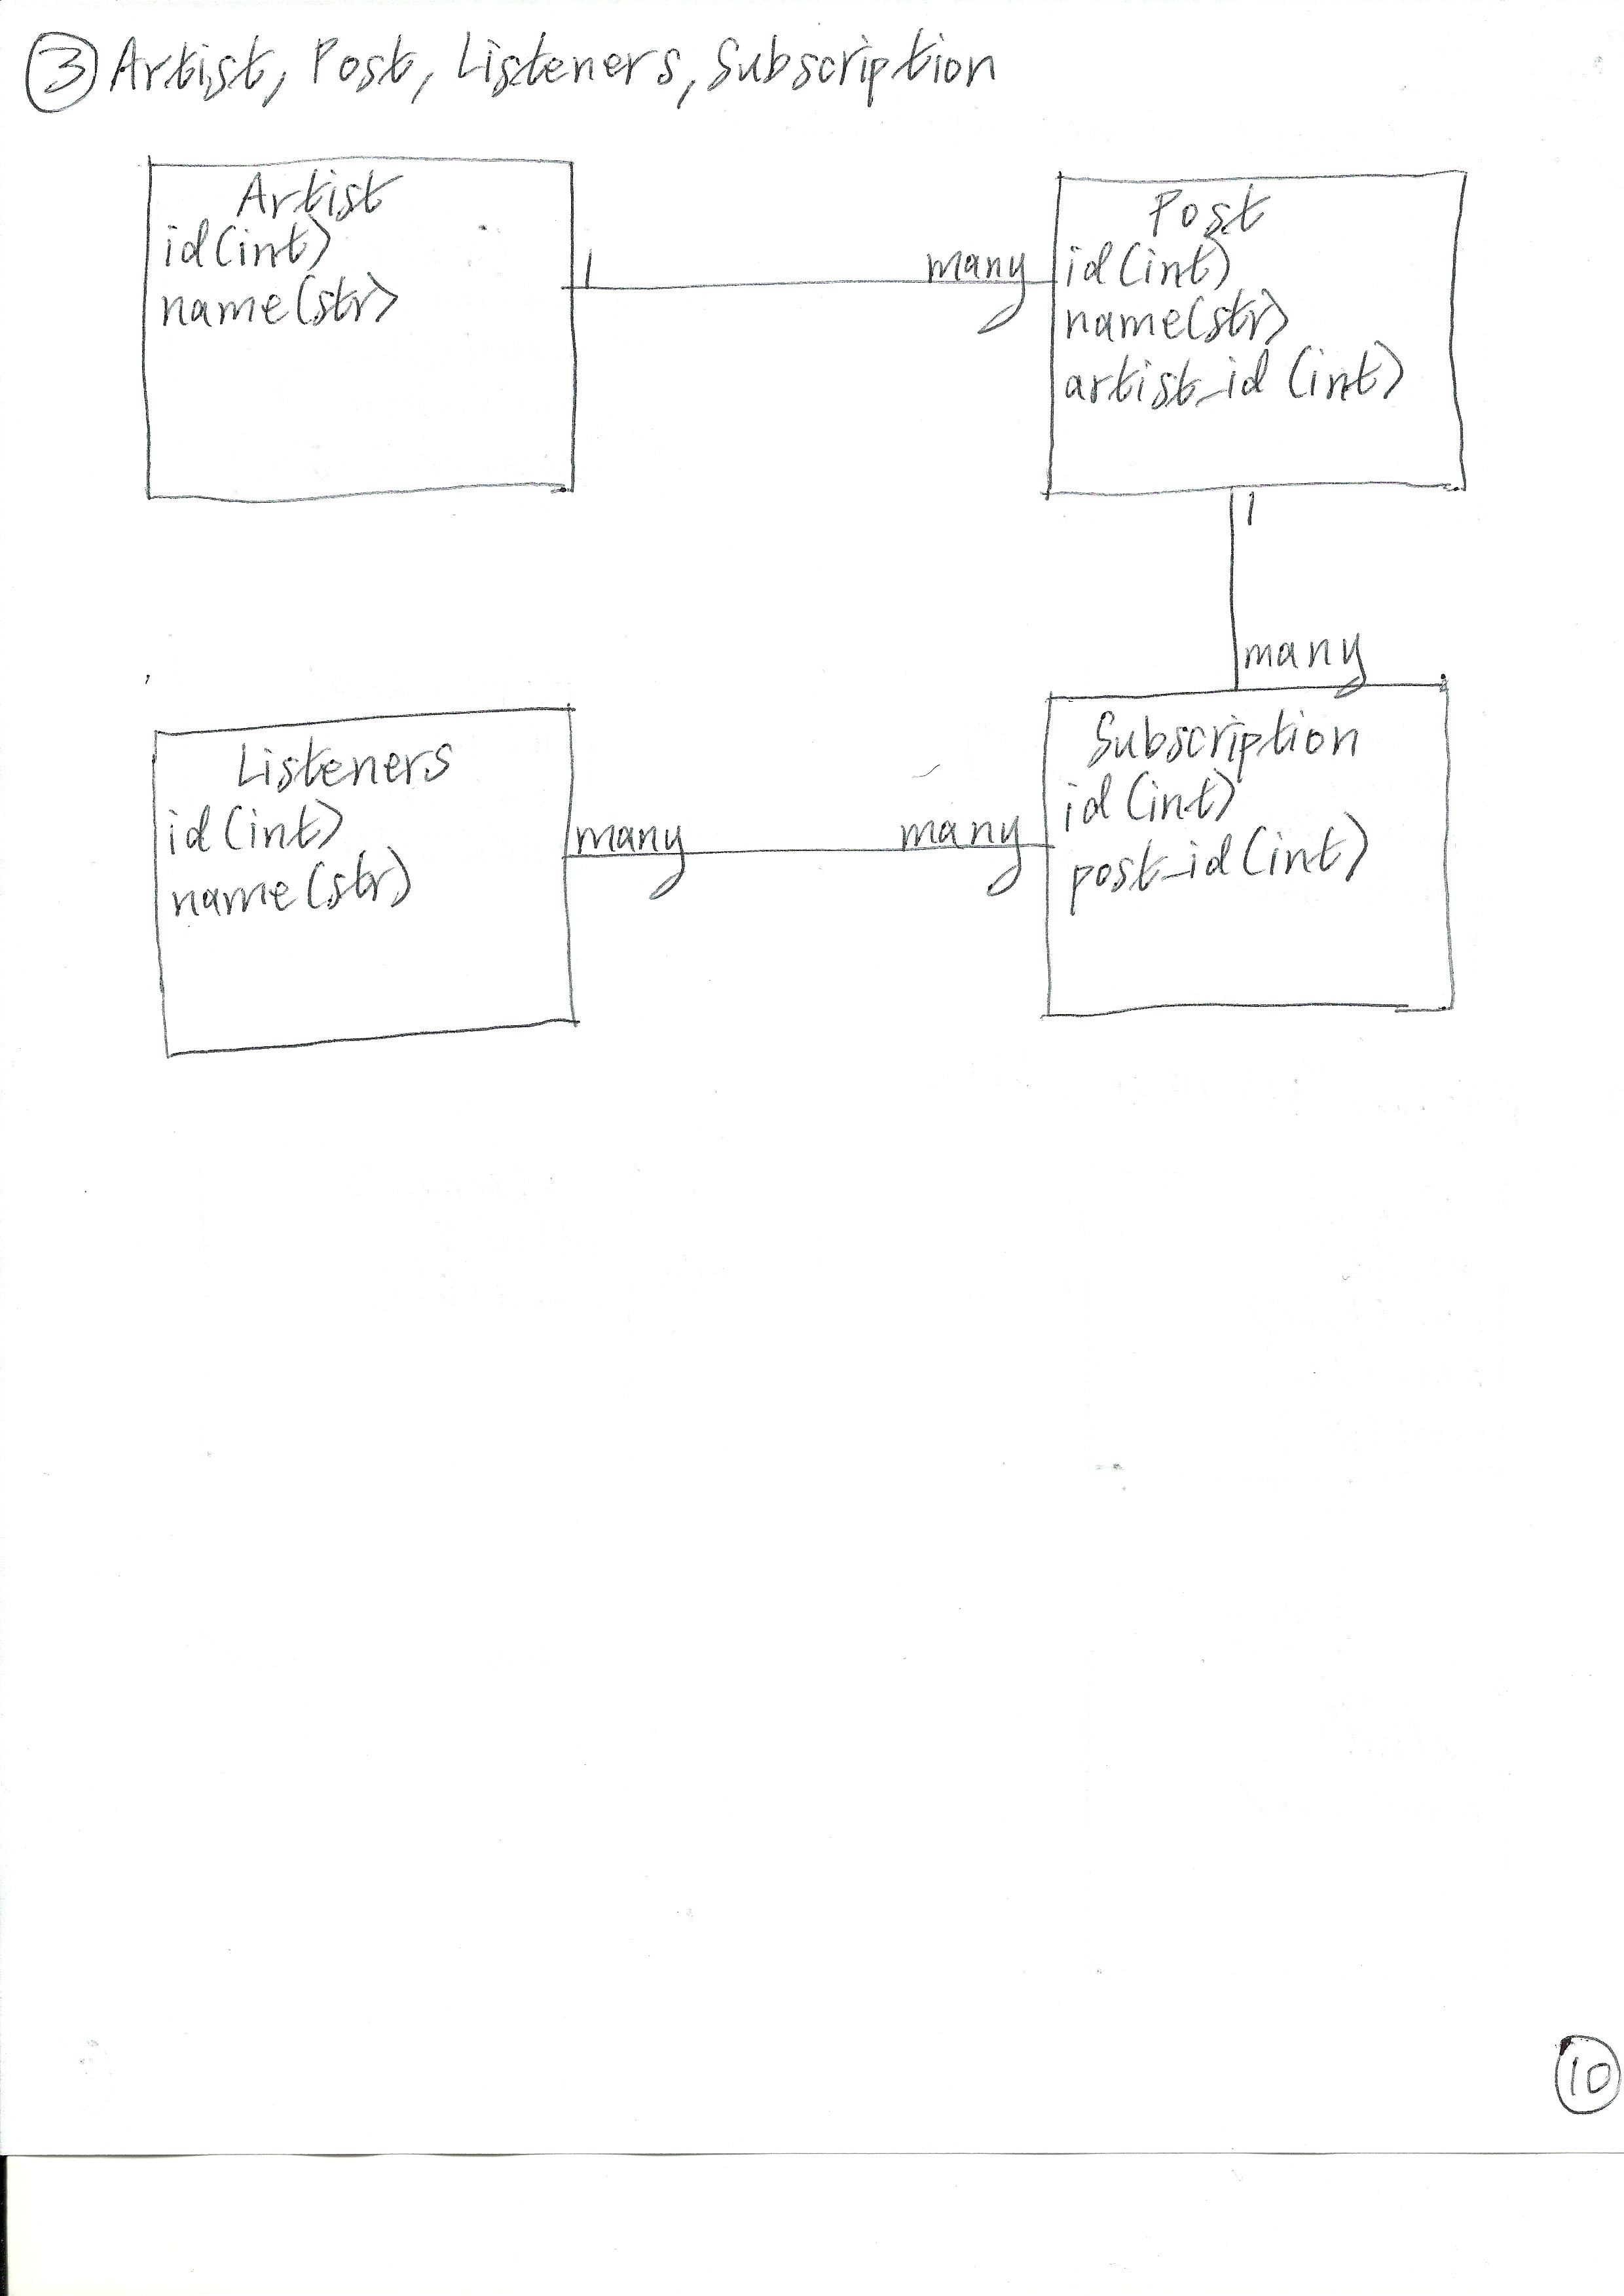 ③ Artist, Post, Listeners, Subscription
Artist
id(int)
name(str)
1
many
Post
id(int)
name(str)
artist_id (int)
1
many
Listeners
id(int)
name(str)
many
many
Subscription
id(int)
post_id(int)
⑩